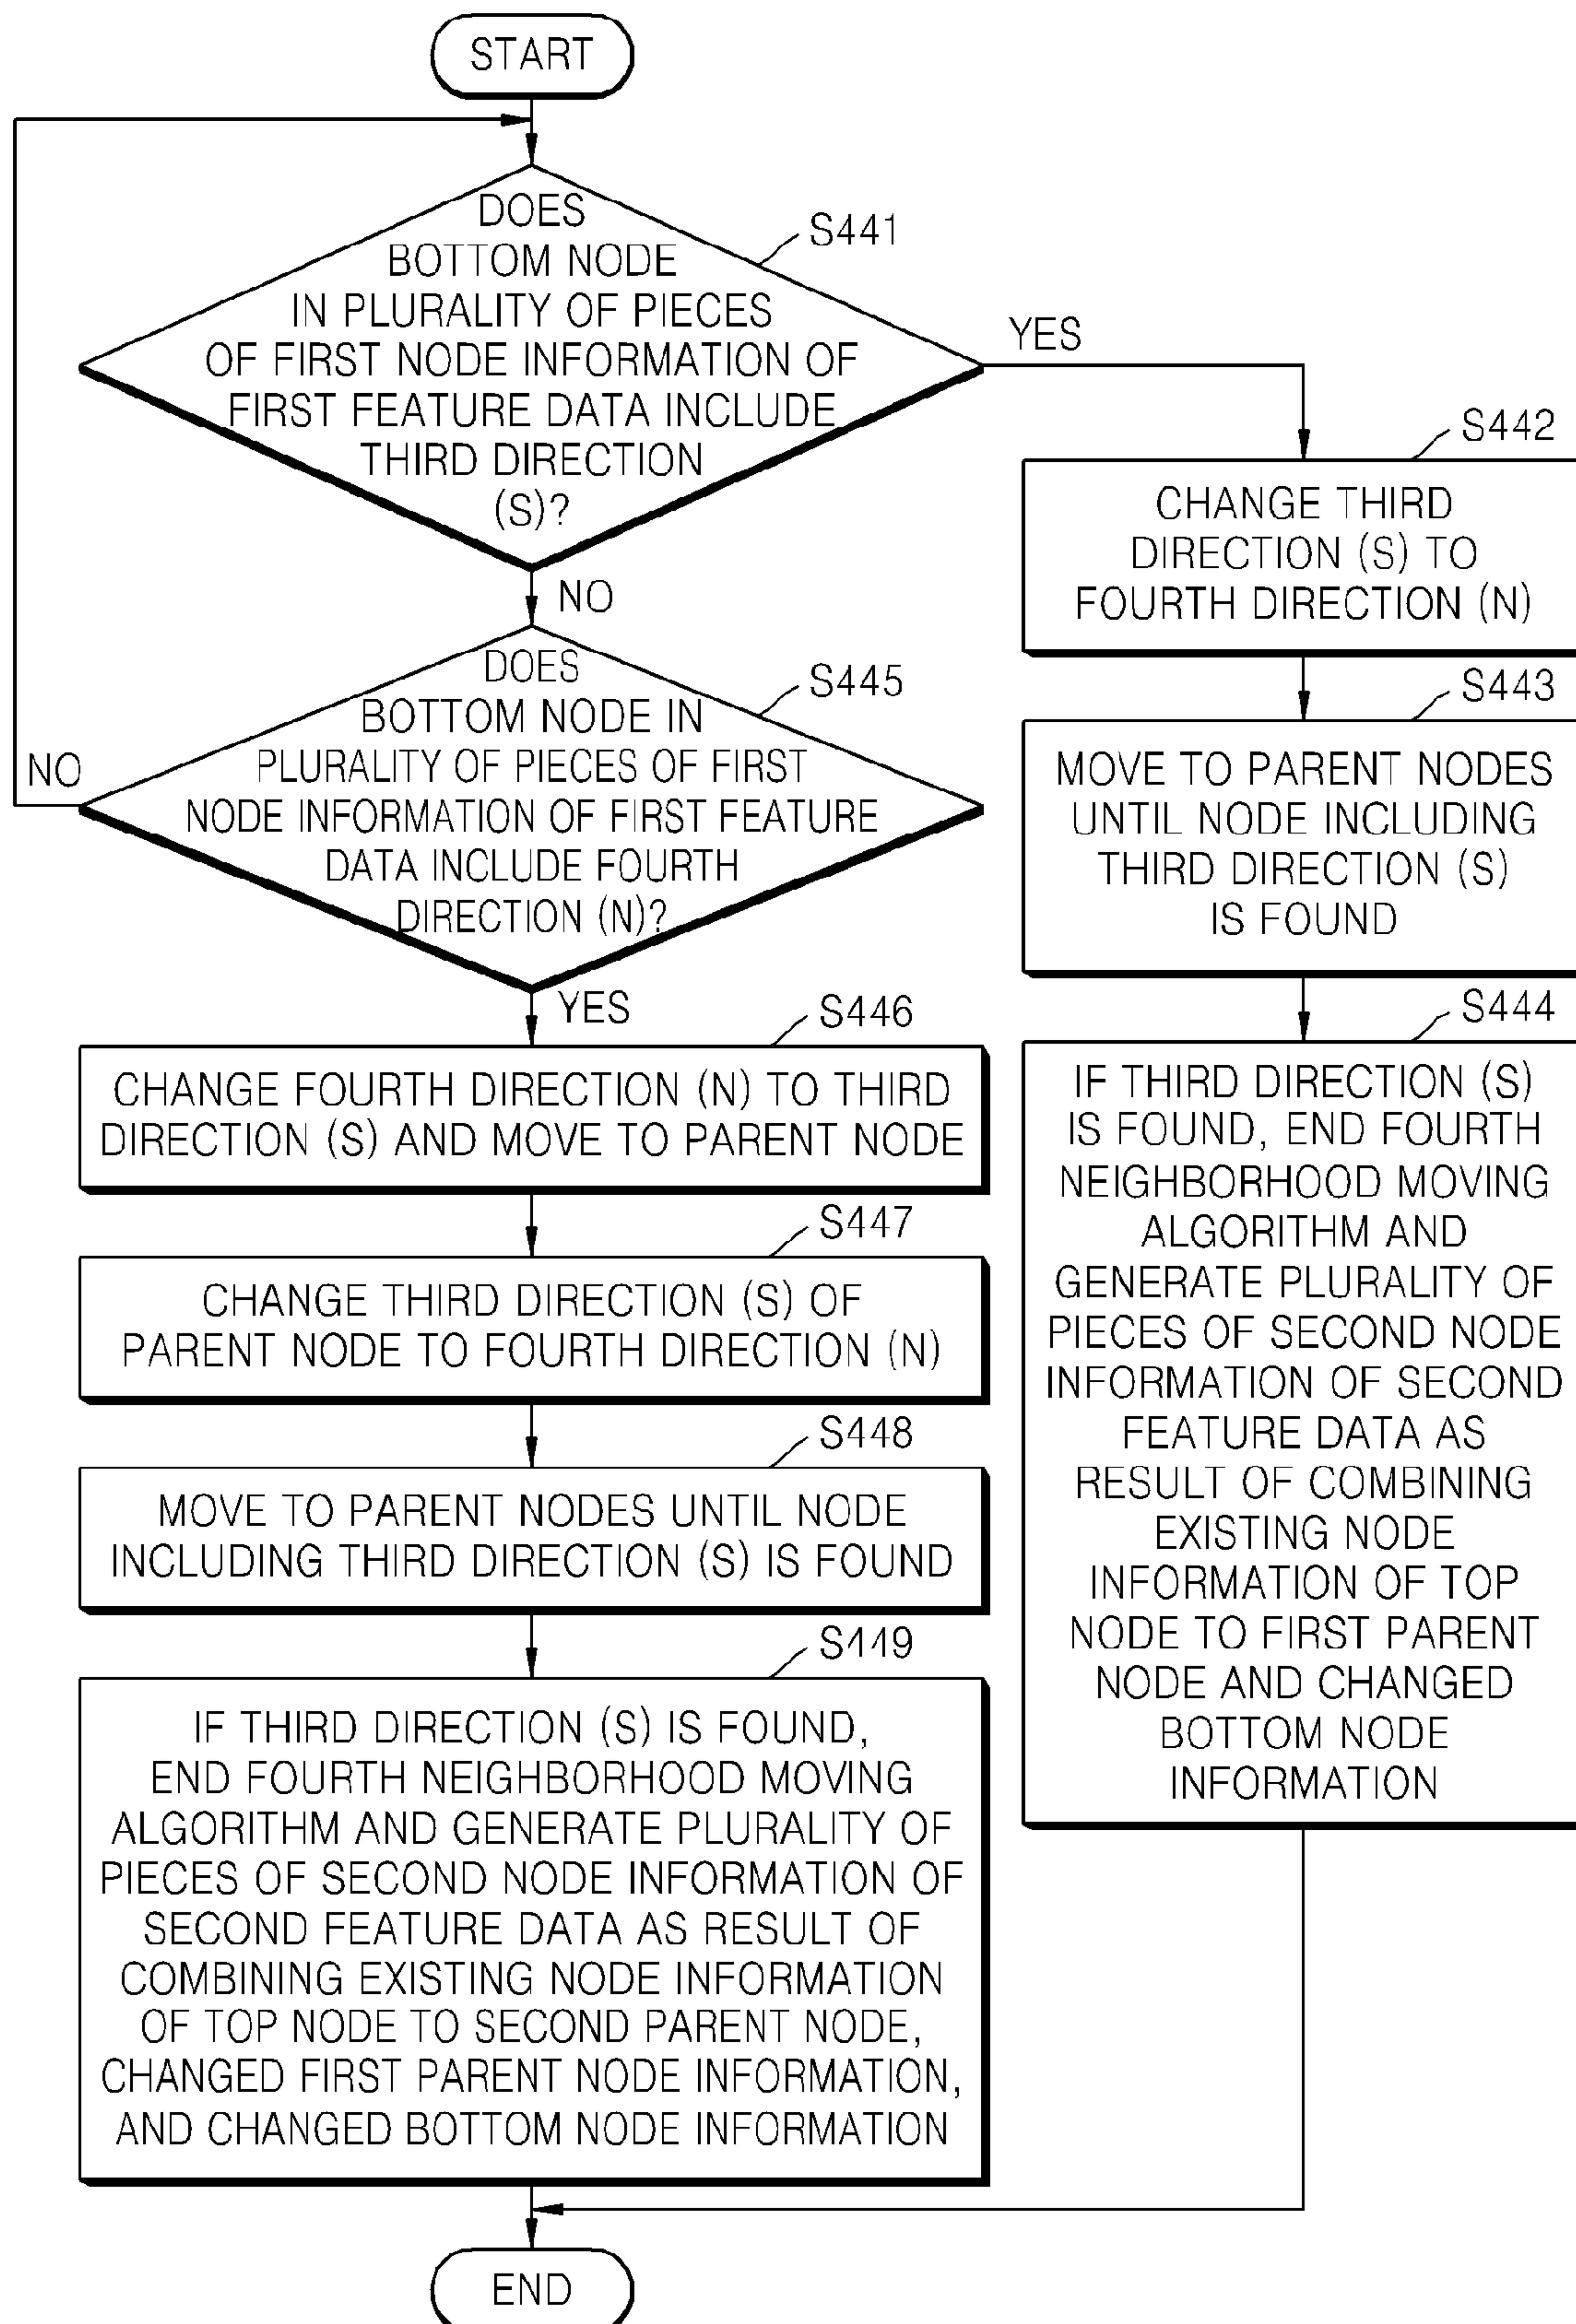 START
DOES
BOTTOM NODE
IN PLURALITY OF PIECES
OF FIRST NODE INFORMATION OF
FIRST FEATURE DATA INCLUDE
THIRD DIRECTION
(S)?
S441
YES
NO
S442
CHANGE THIRD
DIRECTION (S) TO
FOURTH DIRECTION (N)
S443
MOVE TO PARENT NODES
UNTIL NODE INCLUDING
THIRD DIRECTION (S)
IS FOUND
S444
IF THIRD DIRECTION (S)
IS FOUND, END FOURTH
NEIGHBORHOOD MOVING
ALGORITHM AND
GENERATE PLURALITY OF
PIECES OF SECOND NODE
INFORMATION OF SECOND
FEATURE DATA AS
RESULT OF COMBINING
EXISTING NODE
INFORMATION OF TOP
NODE TO FIRST PARENT
NODE AND CHANGED
BOTTOM NODE
INFORMATION
DOES
BOTTOM NODE IN
PLURALITY OF PIECES OF FIRST
NODE INFORMATION OF FIRST FEATURE
DATA INCLUDE FOURTH
DIRECTION (N)?
S445
NO
YES
S446
CHANGE FOURTH DIRECTION (N) TO THIRD
DIRECTION (S) AND MOVE TO PARENT NODE
S447
CHANGE THIRD DIRECTION (S) OF
PARENT NODE TO FOURTH DIRECTION (N)
S448
MOVE TO PARENT NODES UNTIL NODE
INCLUDING THIRD DIRECTION (S) IS FOUND
S449
IF THIRD DIRECTION (S) IS FOUND,
END FOURTH NEIGHBORHOOD MOVING
ALGORITHM AND GENERATE PLURALITY OF
PIECES OF SECOND NODE INFORMATION OF
SECOND FEATURE DATA AS RESULT OF
COMBINING EXISTING NODE INFORMATION
OF TOP NODE TO SECOND PARENT NODE,
CHANGED FIRST PARENT NODE INFORMATION,
AND CHANGED BOTTOM NODE INFORMATION
END